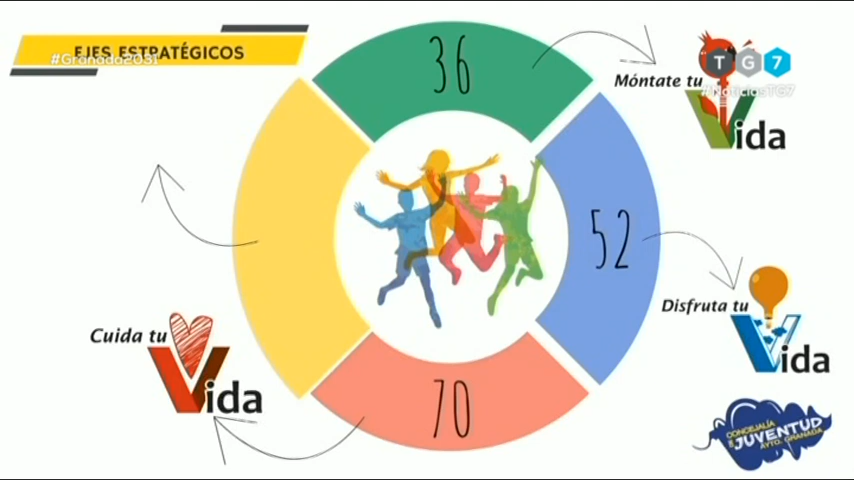 EJES ESTRATÉGICOS
#Granada2031
36
Móntate tu
Vida
TG7
#NoticiasTG7
52
Disfruta tu
Vida
Cuida tu
Vida
70
CONCEJALÍA
DE JUVENTUD
AYTO. GRANADA